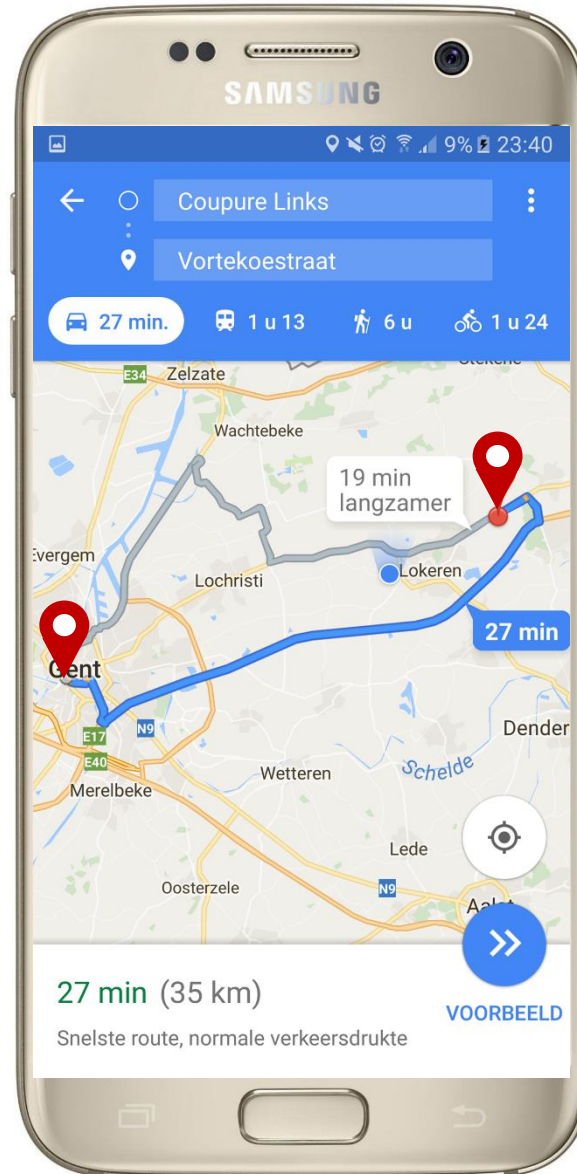 SAMSUNG
9% 23:40
Coupure Links
Vortekoestraat
27 min.
1 u 13
6 u
1 u 24
Stekene
E34
Zelzate
Wachtebeke
19 min
langzamer
Evergem
Lochristi
Lokeren
27 min
Gent
E17
N9
Dender
E40
Wetteren
Schelde
Merelbeke
Lede
Oosterzele
N9
Aalst
27 min (35 km)
VOORBEELD
Snelste route, normale verkeersdrukte